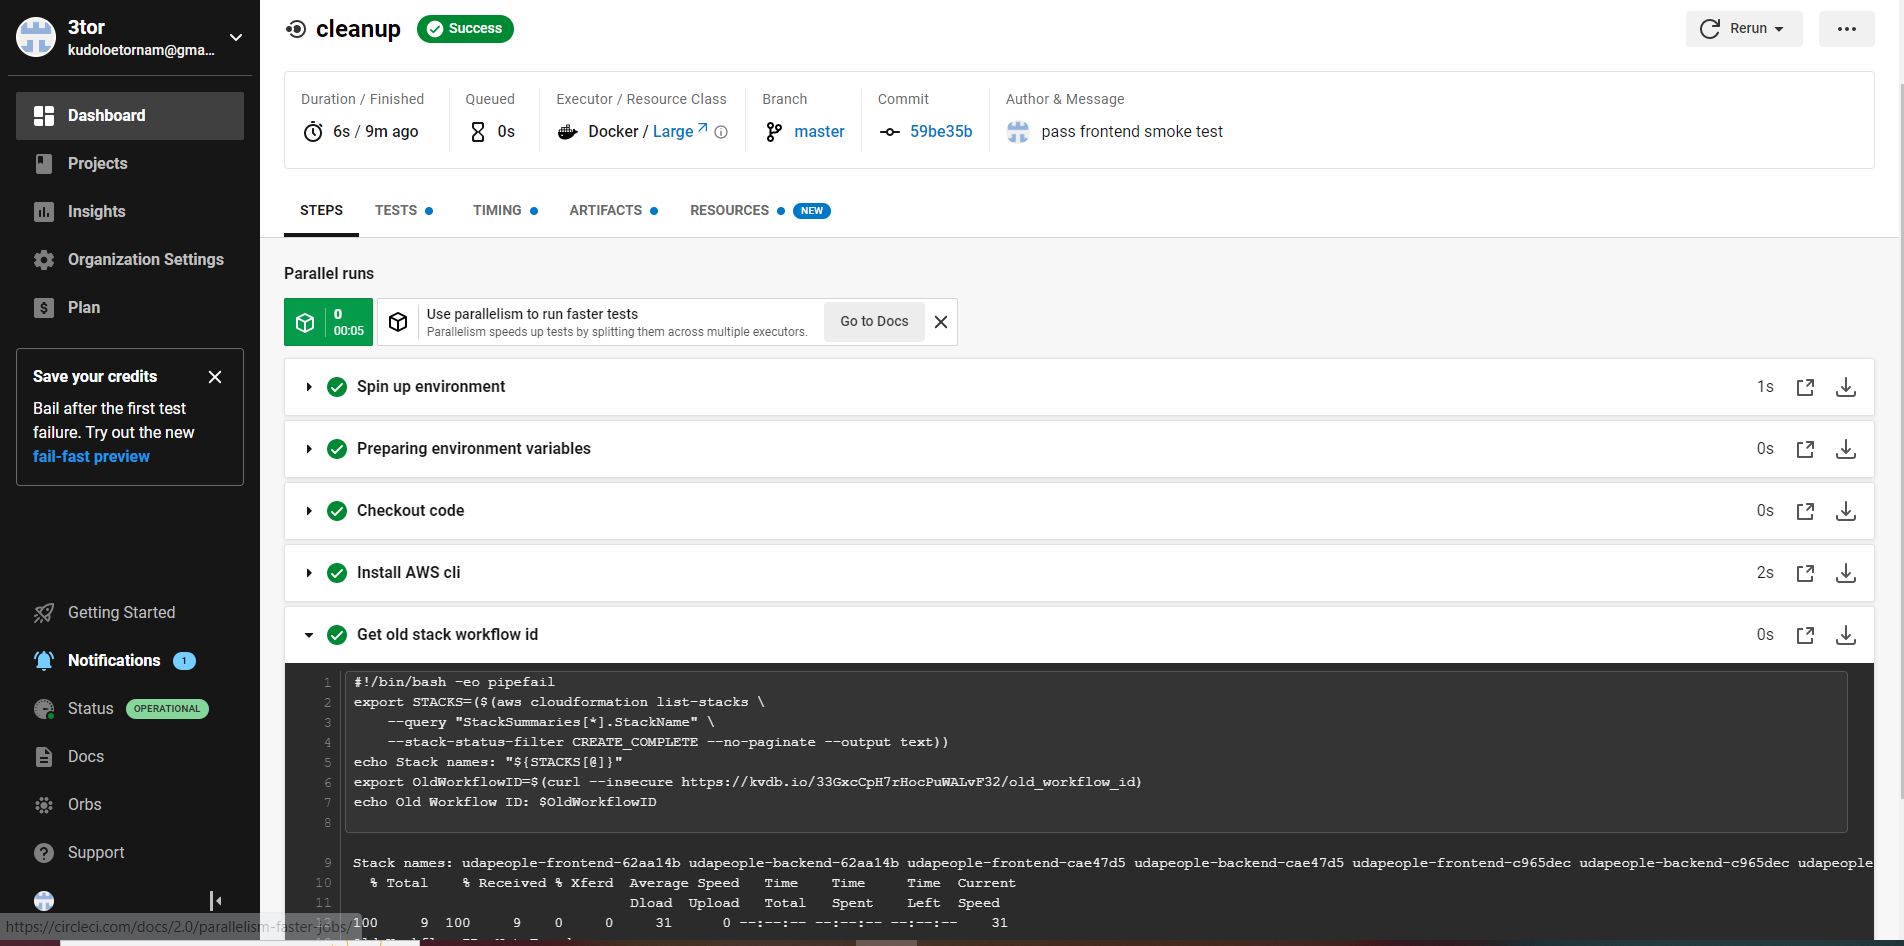 3tor
kudoloetornam@gma...
Dashboard
Projects
Insights
Organization Settings
Plan
Save your credits
Bail after the first test
failure. Try out the new
fail-fast preview
Getting Started
Notifications 1
Status OPERATIONAL
Docs
Orbs
Support
https://circleci.com/docs/2.0/parallelism-faster-jobs/
cleanup Success
Rerun
Duration / Finished
6s / 9m ago
Queued
0s
Executor / Resource Class
Docker / Large
Branch
master
Commit
59be35b
Author & Message
pass frontend smoke test
STEPS TESTS TIMING ARTIFACTS RESOURCES NEW
Parallel runs
0
00:05
Use parallelism to run faster tests
Parallelism speeds up tests by splitting them across multiple executors.
Go to Docs
Spin up environment 1s
Preparing environment variables 0s
Checkout code 0s
Install AWS cli 2s
Get old stack workflow id 0s
1 #!/bin/bash -eo pipefail
2 export STACKS=($(aws cloudformation list-stacks \
3 --query "StackSummaries[*].StackName" \
4 --stack-status-filter CREATE_COMPLETE --no-paginate --output text))
5 echo Stack names: "${STACKS[@]}"
6 export OldWorkflowID=$(curl --insecure https://kvdb.io/33GxcCpH7rHocPuWALvF32/old_workflow_id)
7 echo Old Workflow ID: $OldWorkflowID
8
9 Stack names: udapeople-frontend-62aa14b udapeople-backend-62aa14b udapeople-frontend-cae47d5 udapeople-backend-cae47d5 udapeople-frontend-c965dec udapeople-backend-c965dec udapeople
10 % Total % Received % Xferd Average Speed Time Time Time Current
11 Dload Upload Total Spent Left Speed
100 9 100 9 0 0 31 0 --:--:-- --:--:-- --:--:-- 31